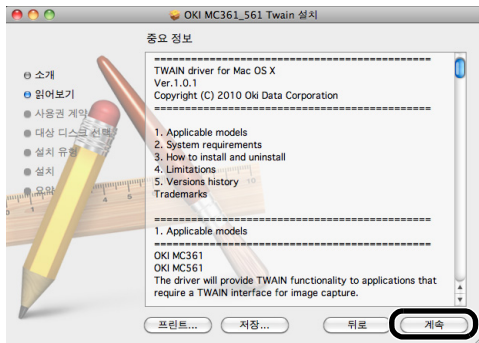 OKI MC361_561 Twain 설치
중요 정보
소개
읽어보기
사용권 계약
대상 디스크 선택
설치 유형
설치
요약
==================================================
TWAIN driver for Mac OS X
Ver.1.0.1
Copyright (C) 2010 Oki Data Corporation
==================================================
1. Applicable models
2. System requirements
3. How to install and uninstall
4. Limitations
5. Versions history
Trademarks
==================================================
1. Applicable models
==================================================
OKI MC361
OKI MC561
The driver will provide TWAIN functionality to applications that
require a TWAIN interface for image capture.
프린트... 저장... 뒤로 계속